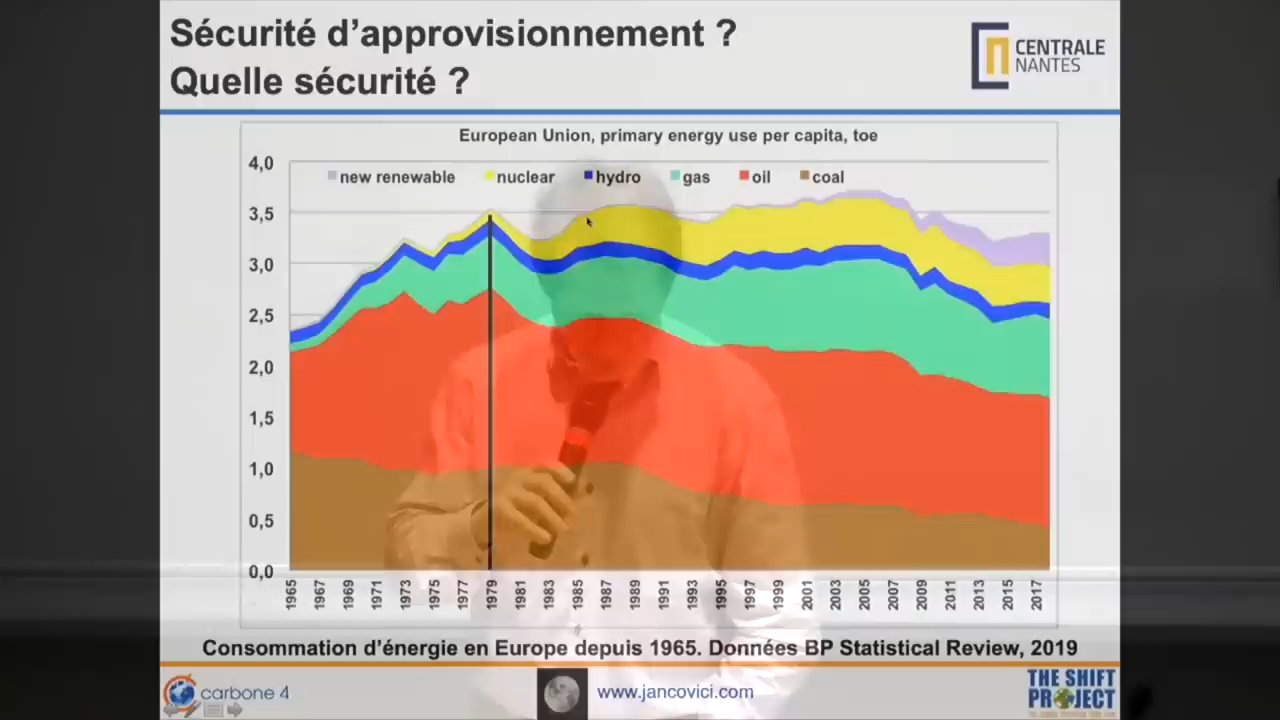 Sécurité d’approvisionnement ?
Quelle sécurité ?
CENTRALE
NANTES
European Union, primary energy use per capita, toe
new renewable nuclear hydro gas oil coal
4,0
3,5
3,0
2,5
2,0
1,5
1,0
0,5
0,0
1965 1967 1969 1971 1973 1975 1977 1979 1981 1983 1985 1987 1989 1991 1993 1995 1997 1999 2001 2003 2005 2007 2009 2011 2013 2015 2017
Consommation d’énergie en Europe depuis 1965. Données BP Statistical Review, 2019
carbone 4
www.jancovici.com
THE SHIFT
PROJECT